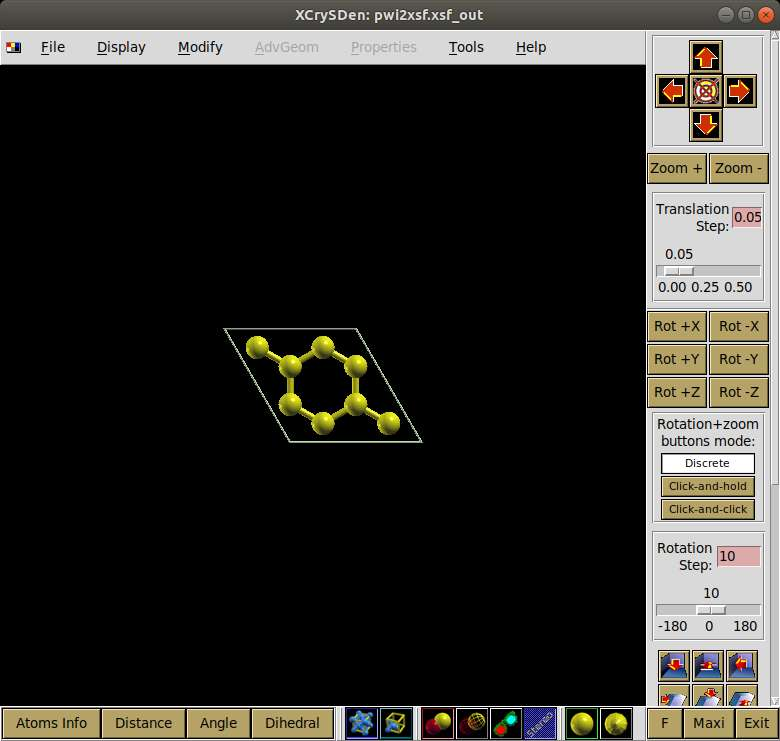 XCrySDen: pwi2xsf.xsf_out
File Display Modify AdvGeom Properties Tools Help
Zoom + Zoom -
Translation
Step: 0.05
0.05
0.00 0.25 0.50
Rot +X Rot -X
Rot +Y Rot -Y
Rot +Z Rot -Z
Rotation+zoom
buttons mode:
Discrete
Click-and-hold
Click-and-click
Rotation
Step: 10
10
-180 0 180
Atoms Info Distance Angle Dihedral Stereo F Maxi Exit